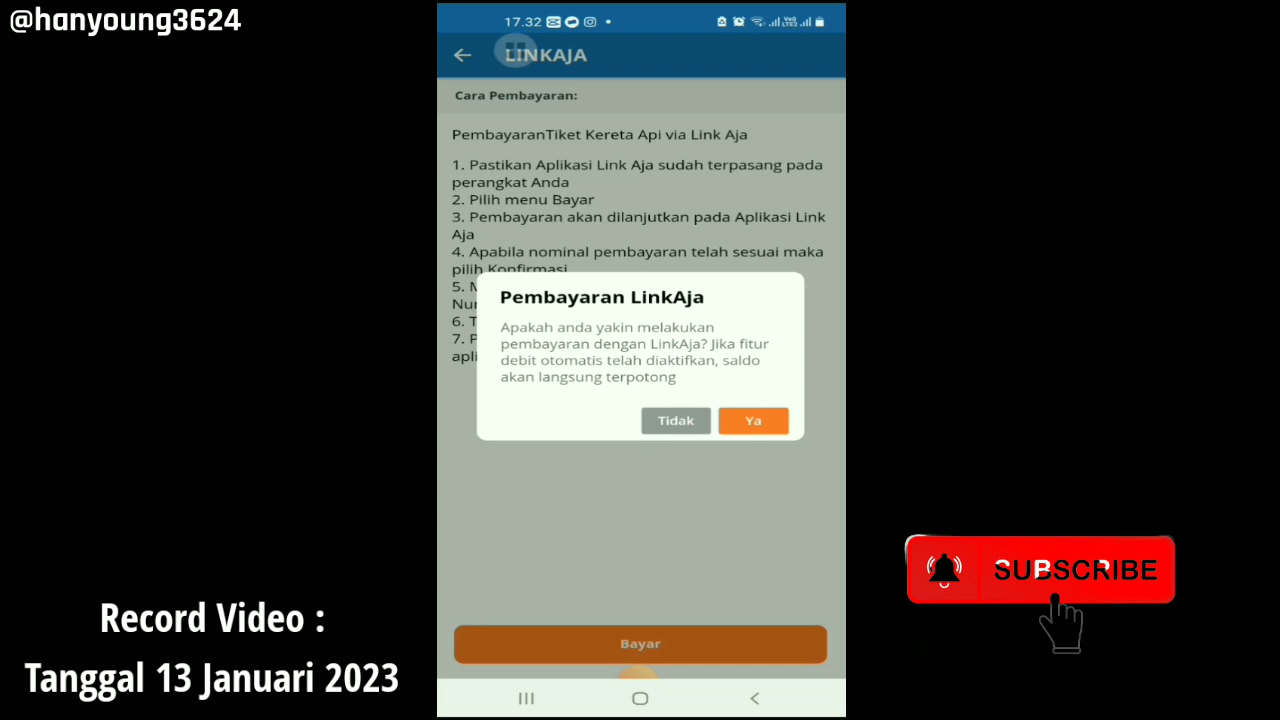 @hanyoung3624
17.32
LINKAJA
Cara Pembayaran:
PembayaranTiket Kereta Api via Link Aja
1. Pastikan Aplikasi Link Aja sudah terpasang pada
perangkat Anda
2. Pilih menu Bayar
3. Pembayaran akan dilanjutkan pada Aplikasi Link
Aja
4. Apabila nominal pembayaran telah sesuai maka
pilih Konfirmasi
5.
6.
7.
Pembayaran LinkAja
Apakah anda yakin melakukan
pembayaran dengan LinkAja? Jika fitur
debit otomatis telah diaktifkan, saldo
akan langsung terpotong
Tidak
Ya
Bayar
Record Video :
Tanggal 13 Januari 2023
SUBSCRIBE